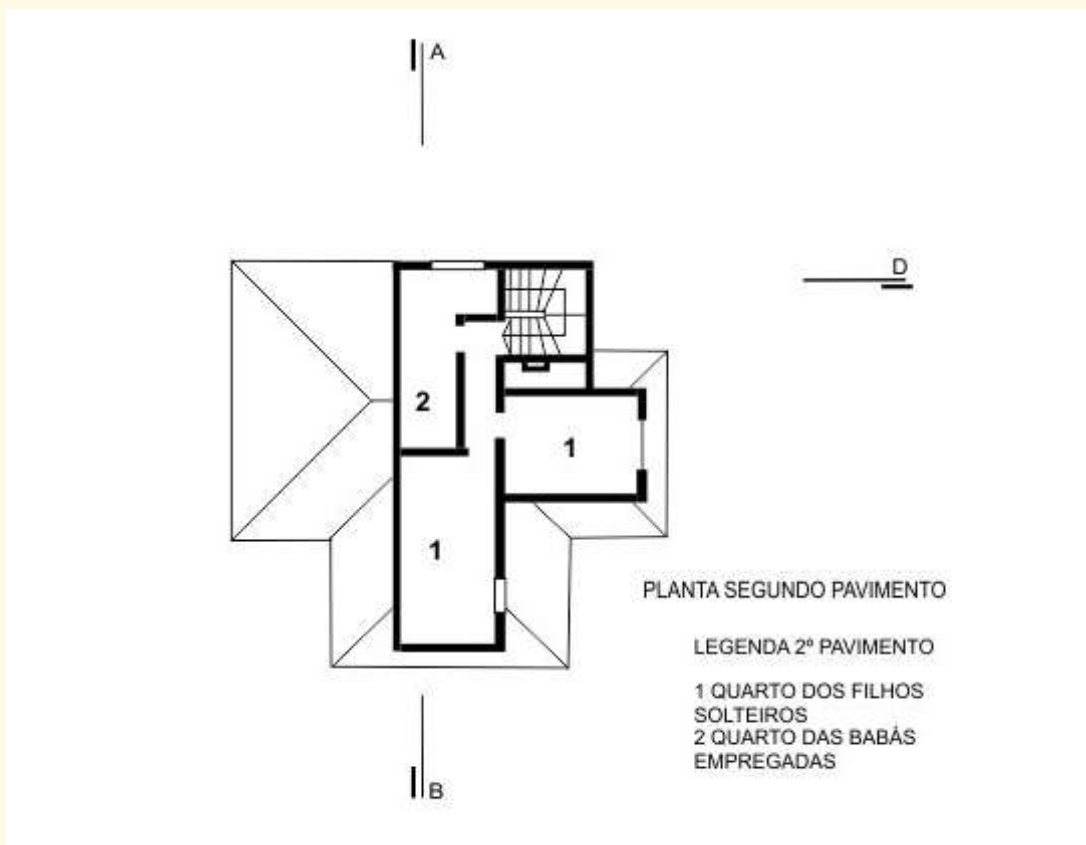 A
D
2
1
1
PLANTA SEGUNDO PAVIMENTO
LEGENDA 2º PAVIMENTO
1 QUARTO DOS FILHOS
SOLTEIROS
2 QUARTO DAS BABÁS
EMPREGADAS
B